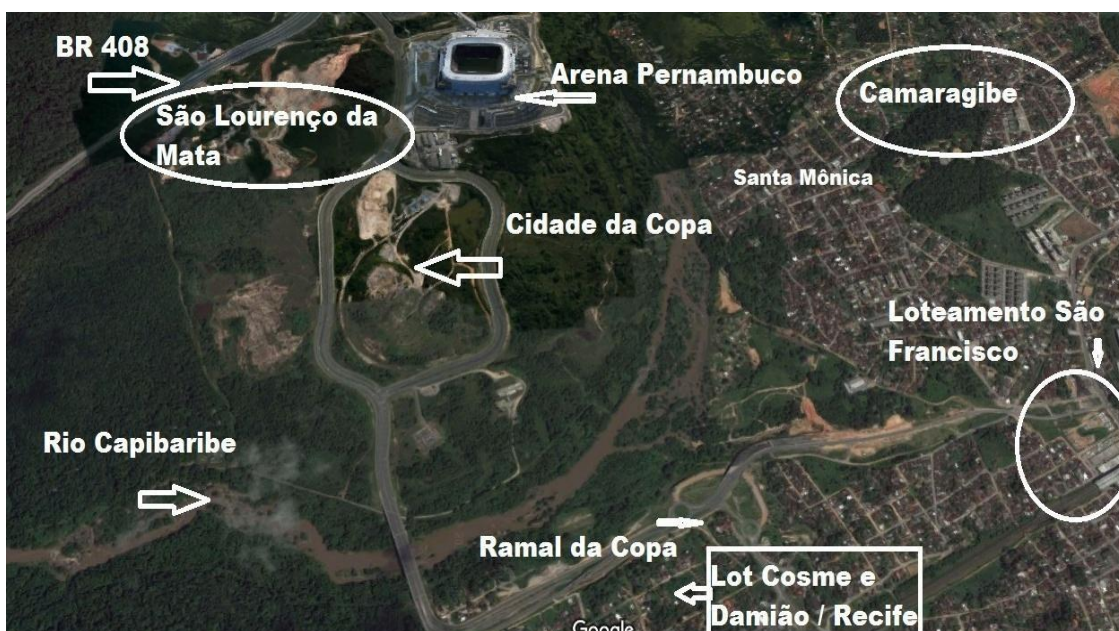 BR 408
Arena Pernambuco
Camaragibe
São Lourenço da
Mata
Santa Mônica
Cidade da Copa
Loteamento São
Francisco
Rio Capibaribe
Ramal da Copa
Lot Cosme e
Damião / Recife
Google